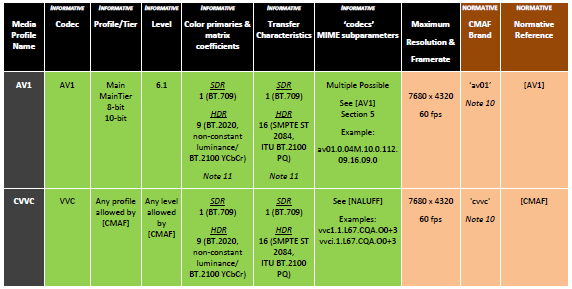 INFORMATIVE INFORMATIVE INFORMATIVE INFORMATIVE INFORMATIVE INFORMATIVE NORMATIVE NORMATIVE
Media
Profile
Name
Codec
Profile/Tier
Level
Color primaries &
matrix
coefficients
Transfer
Characteristics
'codecs'
MIME subparameters
Maximum
Resolution &
Framerate
CMAF
Brand
Normative
Reference
AV1
AV1
Main
MainTier
8-bit
10-bit
6.1
SDR
1 (BT.709)
HDR
9 (BT.2020,
non-constant
luminance/
BT.2100 YCbCr)
Note 11
SDR
1 (BT.709)
HDR
16 (SMPTE ST
2084,
ITU BT.2100
PQ)
Note 11
Multiple Possible
See [AV1]
Section 5
Example:
av01.0.04M.10.0.112.
09.16.09.0
7680 x 4320
60 fps
'av01'
Note 10
[AV1]
CVVC
VVC
Any profile
allowed by
[CMAF]
Any level
allowed
by
[CMAF]
SDR
1 (BT.709)
HDR
9 (BT.2020,
non-constant
luminance/
BT.2100 YCbCr)
SDR
1 (BT.709)
HDR
16 (SMPTE ST
2084,
ITU BT.2100
PQ)
See [NALUFF]
Examples:
vvc1.1.L67.CQA.O0+3
vvci.1.L67.CQA.O0+3
7680 x 4320
60 fps
'cvvc'
Note 10
[CMAF]